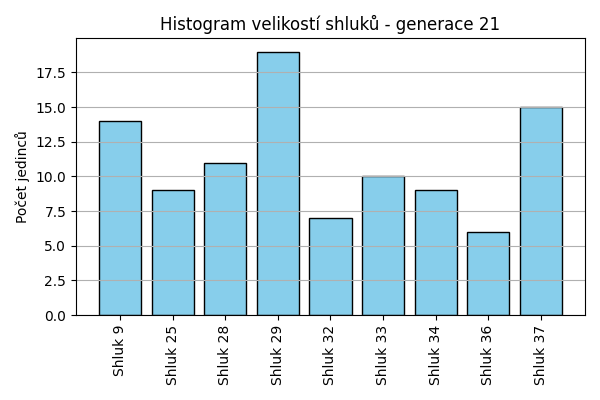 Histogram velikostí shluků - generace 21
Počet jedinců
17.5
15.0
12.5
10.0
7.5
5.0
2.5
0.0
Shluk 9
Shluk 25
Shluk 28
Shluk 29
Shluk 32
Shluk 33
Shluk 34
Shluk 36
Shluk 37